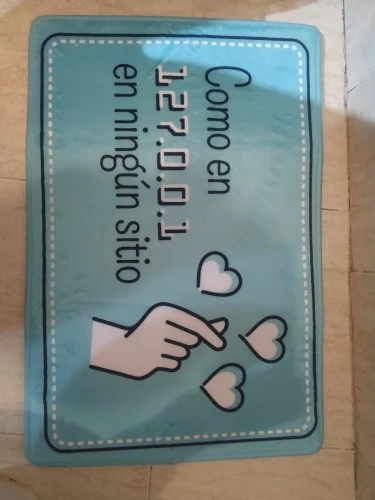 Como en
127.0.0.1
en ningún sitio